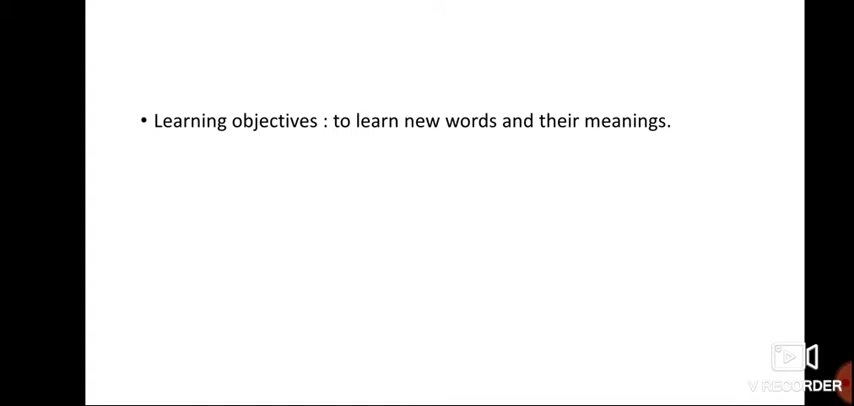 • Learning objectives : to learn new words and their meanings.
V RECORDER